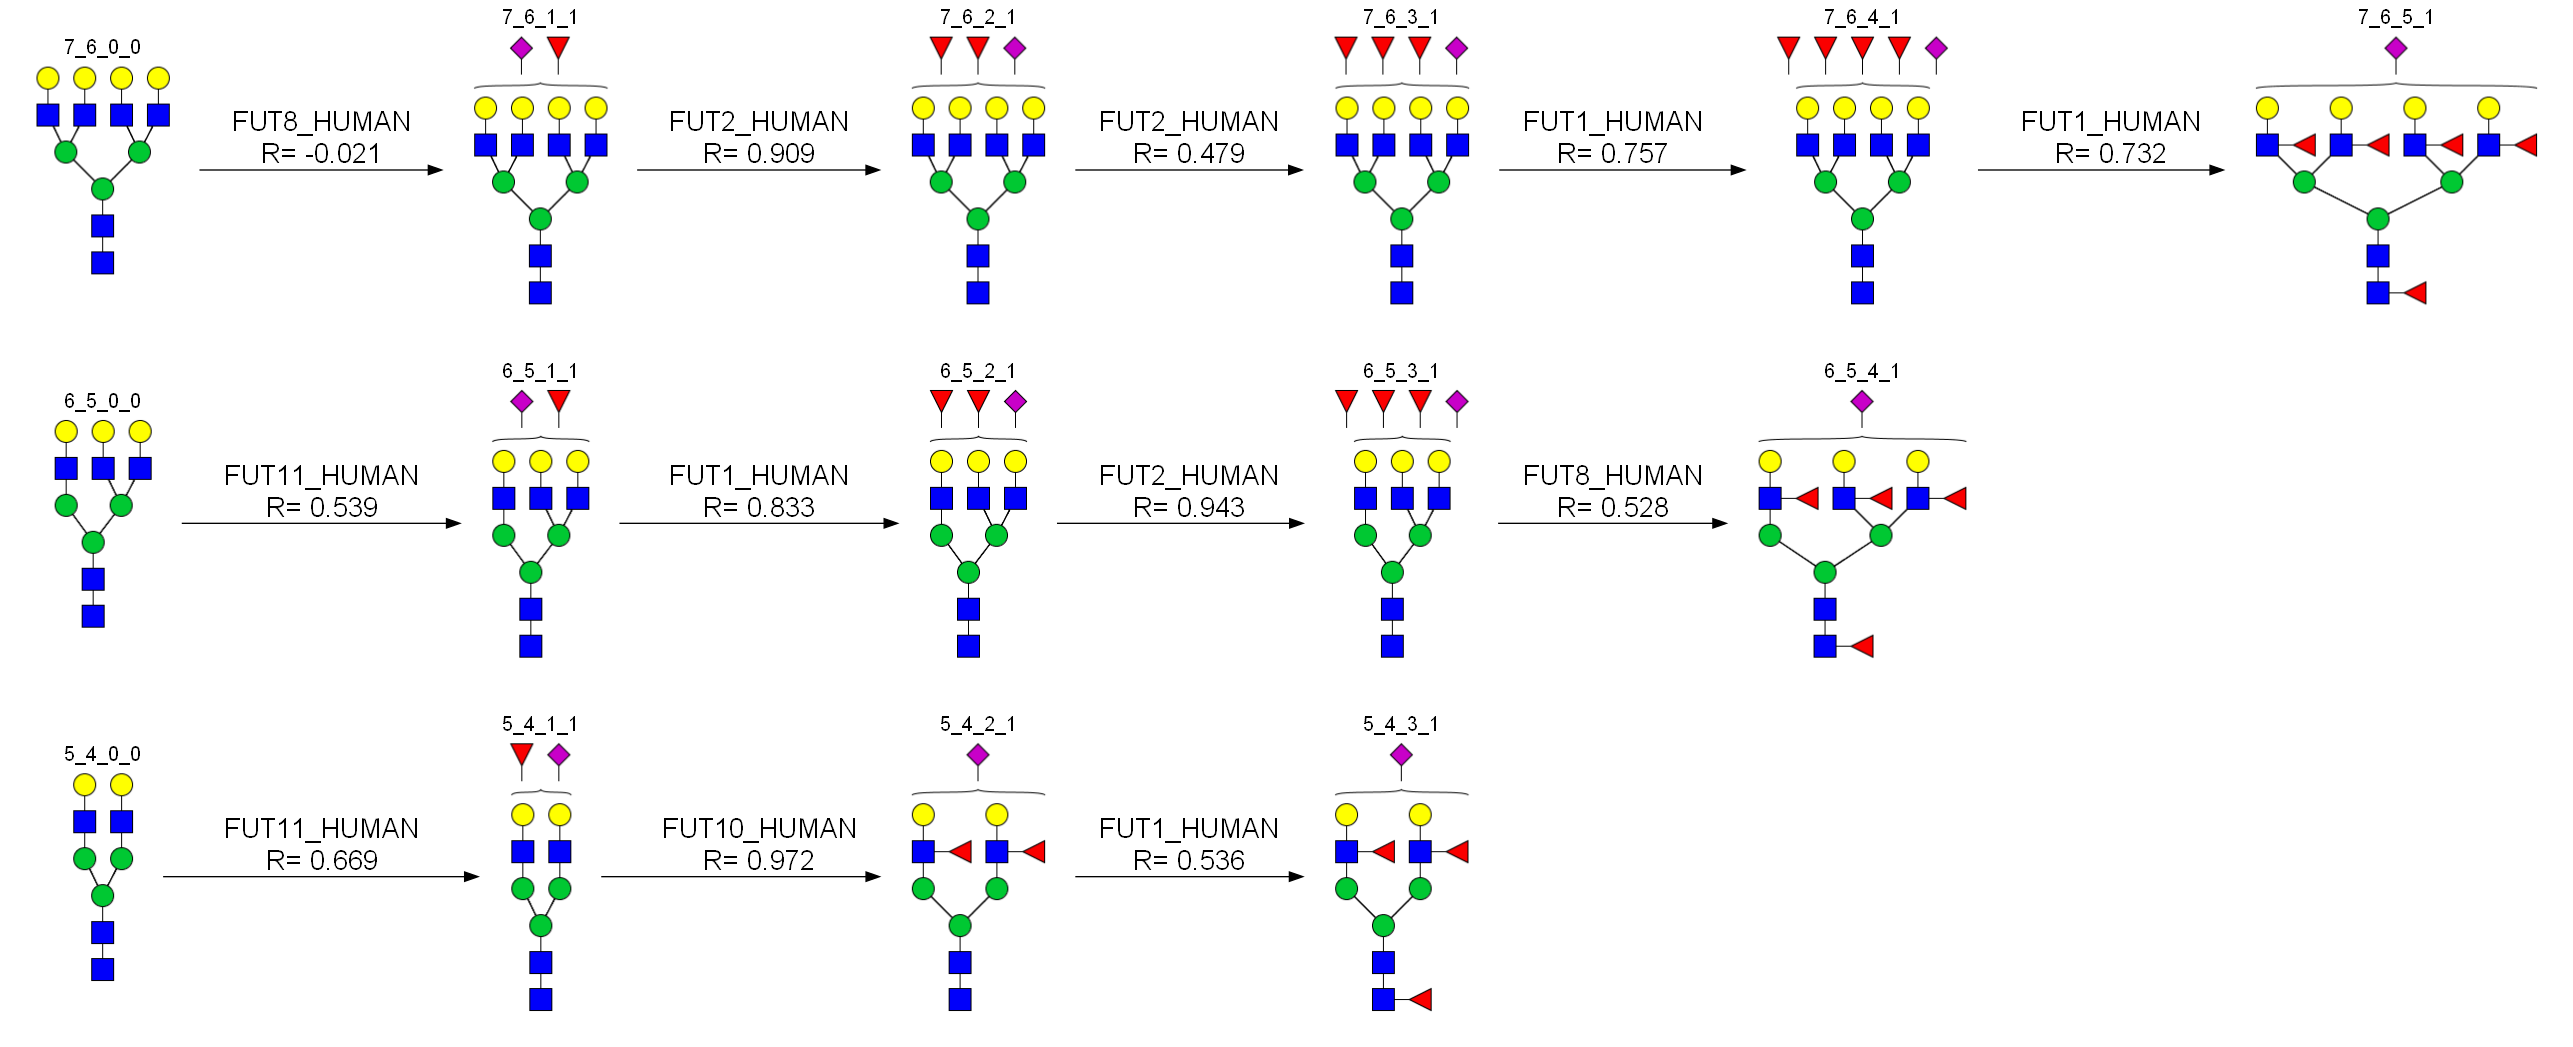 7_6_0_0
FUT8_HUMAN
R= -0.021
7_6_1_1
FUT2_HUMAN
R= 0.909
7_6_2_1
FUT2_HUMAN
R= 0.479
7_6_3_1
FUT1_HUMAN
R= 0.757
7_6_4_1
FUT1_HUMAN
R= 0.732
7_6_5_1
6_5_0_0
FUT11_HUMAN
R= 0.539
6_5_1_1
FUT1_HUMAN
R= 0.833
6_5_2_1
FUT2_HUMAN
R= 0.943
6_5_3_1
FUT8_HUMAN
R= 0.528
6_5_4_1
5_4_0_0
FUT11_HUMAN
R= 0.669
5_4_1_1
FUT10_HUMAN
R= 0.972
5_4_2_1
FUT1_HUMAN
R= 0.536
5_4_3_1